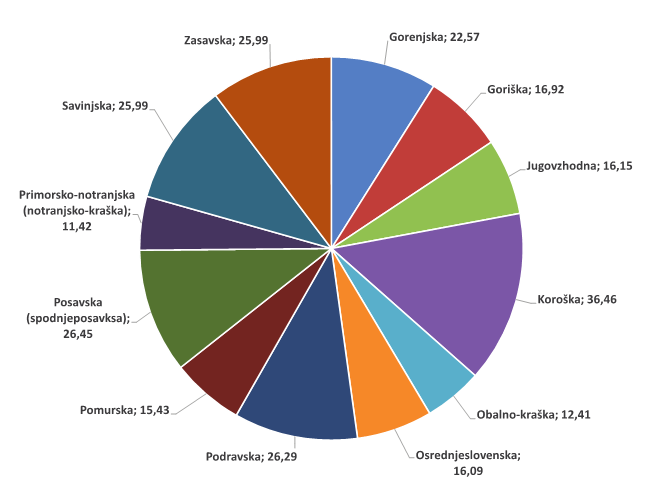 Zasavska; 25,99
Gorenjska; 22,57
Goriška; 16,92
Savinjska; 25,99
Jugovzhodna; 16,15
Primorsko-notranjska
(notranjsko-kraška);
11,42
Koroška; 36,46
Posavska
(spodnjeposavksa);
26,45
Pomurska; 15,43
Obalno-kraška; 12,41
Podravska; 26,29
Osrednjeslovenska;
16,09